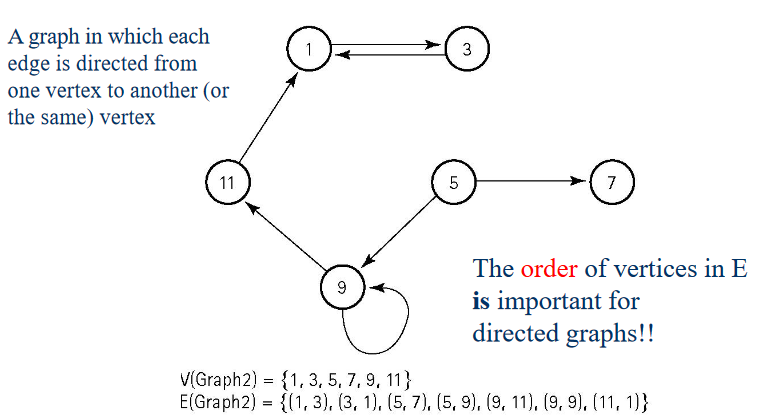 A graph in which each
edge is directed from
one vertex to another (or
the same) vertex
1
3
11
5
7
9
The order of vertices in E
is important for
directed graphs!!
V(Graph2) = {1, 3, 5, 7, 9, 11}
E(Graph2) = {(1, 3), (3, 1), (5, 7), (5, 9), (9, 11), (9, 9), (11, 1)}